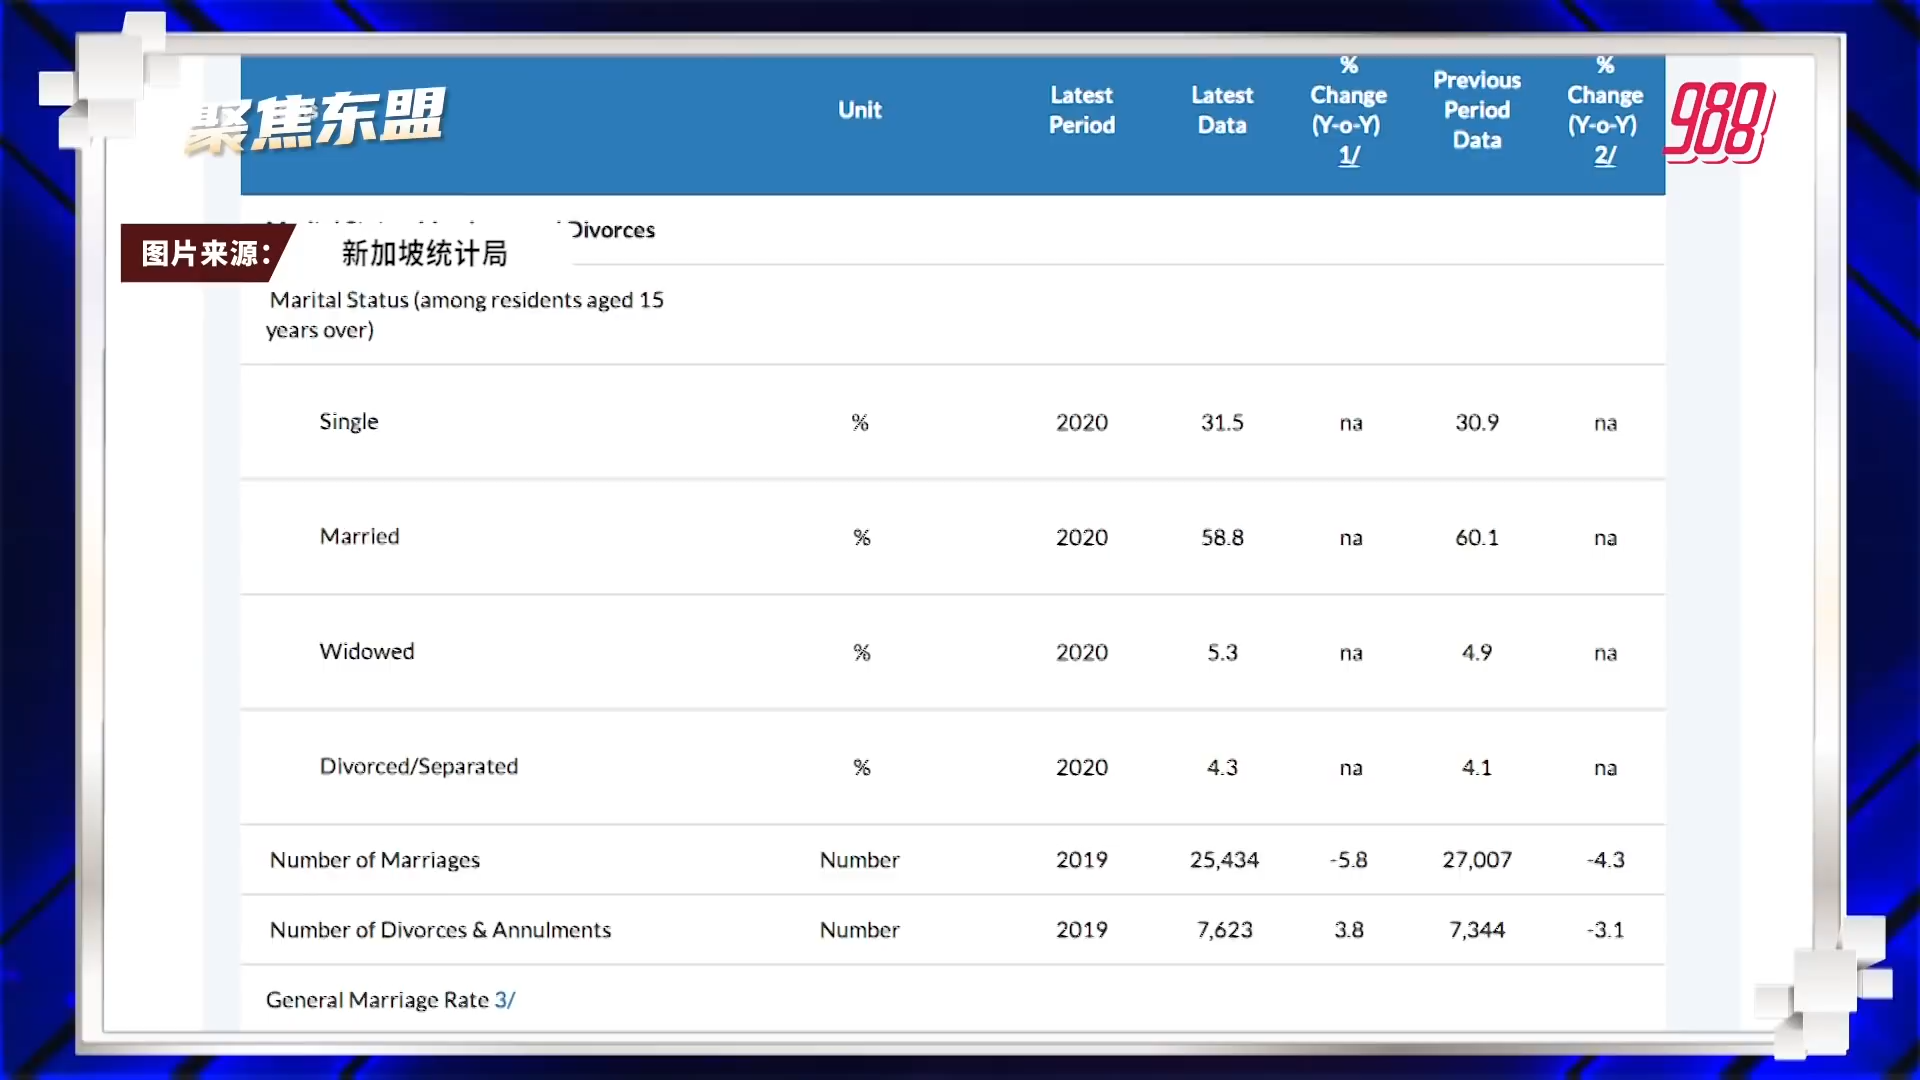 聚焦东盟
988
Unit
Latest Period
Latest Data
% Change (Y-o-Y) 1/
Previous Period Data
% Change (Y-o-Y) 2/
Divorces
图片来源：
新加坡统计局
Marital Status (among residents aged 15
years over)
Single % 2020 31.5 na 30.9 na
Married % 2020 58.8 na 60.1 na
Widowed % 2020 5.3 na 4.9 na
Divorced/Separated % 2020 4.3 na 4.1 na
Number of Marriages Number 2019 25,434 -5.8 27,007 -4.3
Number of Divorces & Annulments Number 2019 7,623 3.8 7,344 -3.1
General Marriage Rate 3/